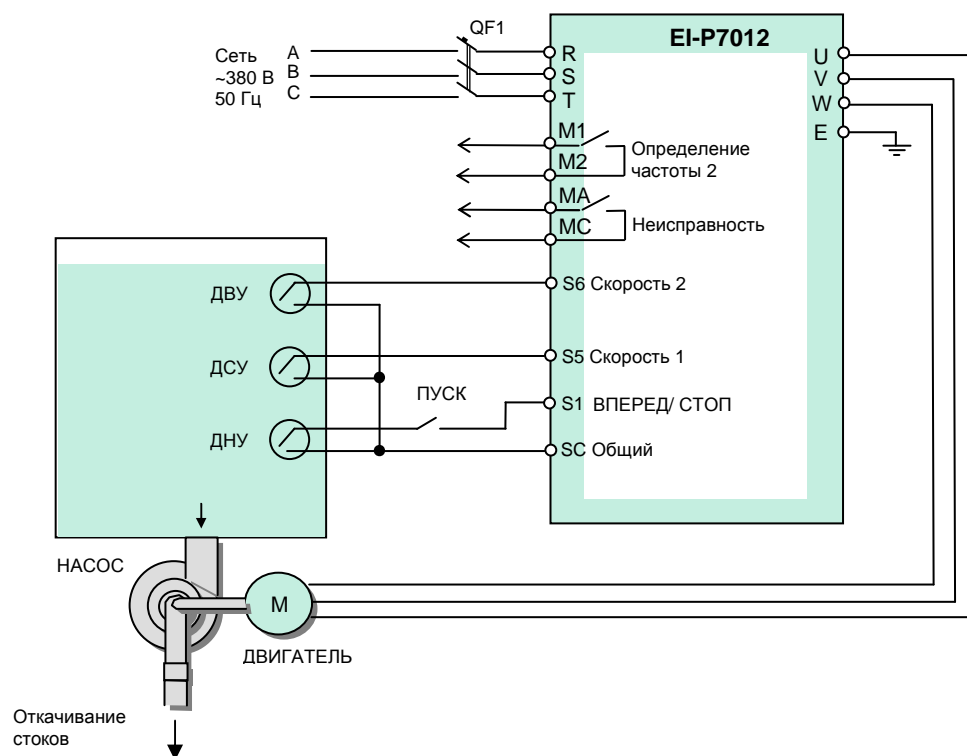 QF1
EI-P7012
Сеть
~380 В
50 Гц
A
B
C
R
S
T
U
V
W
E
M1
M2
Определение
частоты 2
MA
MC
Неисправность
ДВУ
S6 Скорость 2
ДСУ
S5 Скорость 1
ПУСК
S1 ВПЕРЕД/ СТОП
ДНУ
SC Общий
НАСОС
М
ДВИГАТЕЛЬ
Откачивание
стоков